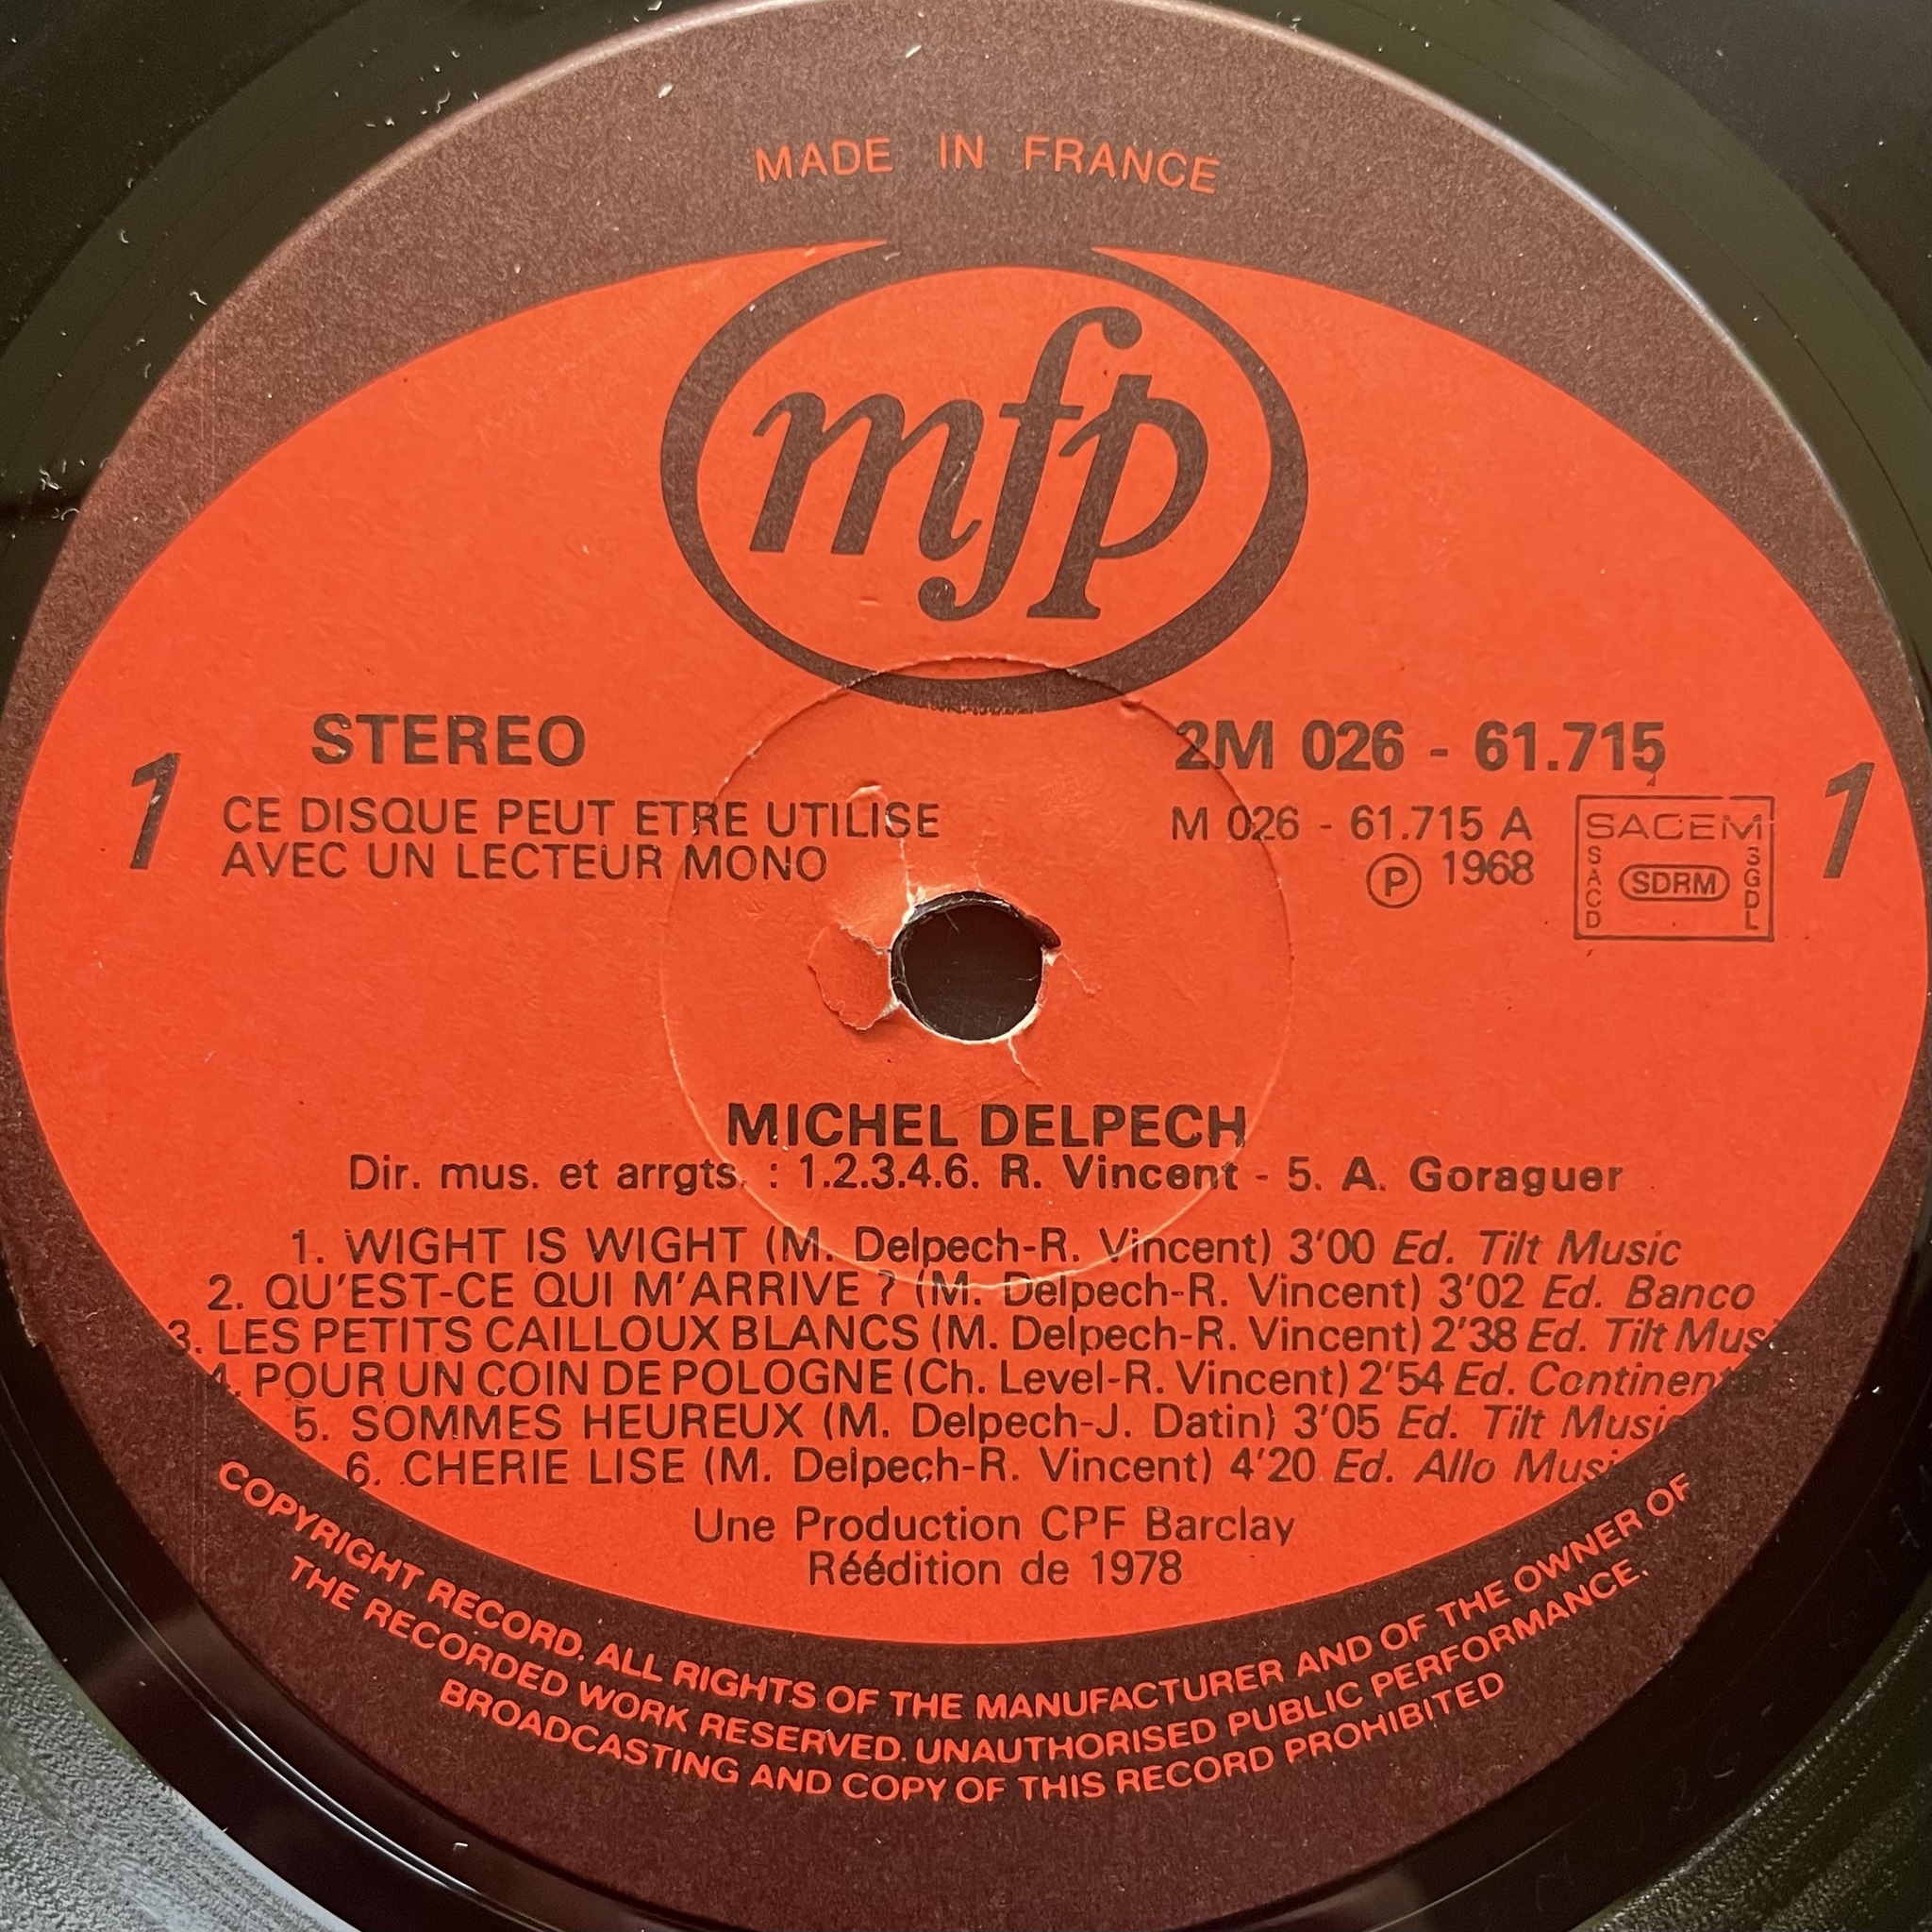 MADE IN FRANCE
mfp
STEREO
2M 026 - 61.715
1
CE DISQUE PEUT ETRE UTILISE
AVEC UN LECTEUR MONO
M 026 - 61.715 A
Ⓟ 1968
SACEM
SACD
SDRM
SGDL
1
MICHEL DELPECH
Dir. mus. et arrgts. : 1.2.3.4.6. R. Vincent - 5. A. Goraguer
1. WIGHT IS WIGHT (M. Delpech-R. Vincent) 3'00 Ed. Tilt Music
2. QU'EST-CE QUI M'ARRIVE ? (M. Delpech-R. Vincent) 3'02 Ed. Banco
3. LES PETITS CAILLOUX BLANCS (M. Delpech-R. Vincent) 2'38 Ed. Tilt Music
4. POUR UN COIN DE POLOGNE (Ch. Level-R. Vincent) 2'54 Ed. Continental
5. SOMMES HEUREUX (M. Delpech-J. Datin) 3'05 Ed. Tilt Music
6. CHERIE LISE (M. Delpech-R. Vincent) 4'20 Ed. Allo Music
Une Production CPF Barclay
Réédition de 1978
COPYRIGHT RECORD. ALL RIGHTS OF THE MANUFACTURER AND OF THE OWNER OF
THE RECORDED WORK RESERVED. UNAUTHORISED PUBLIC PERFORMANCE,
BROADCASTING AND COPY OF THIS RECORD PROHIBITED